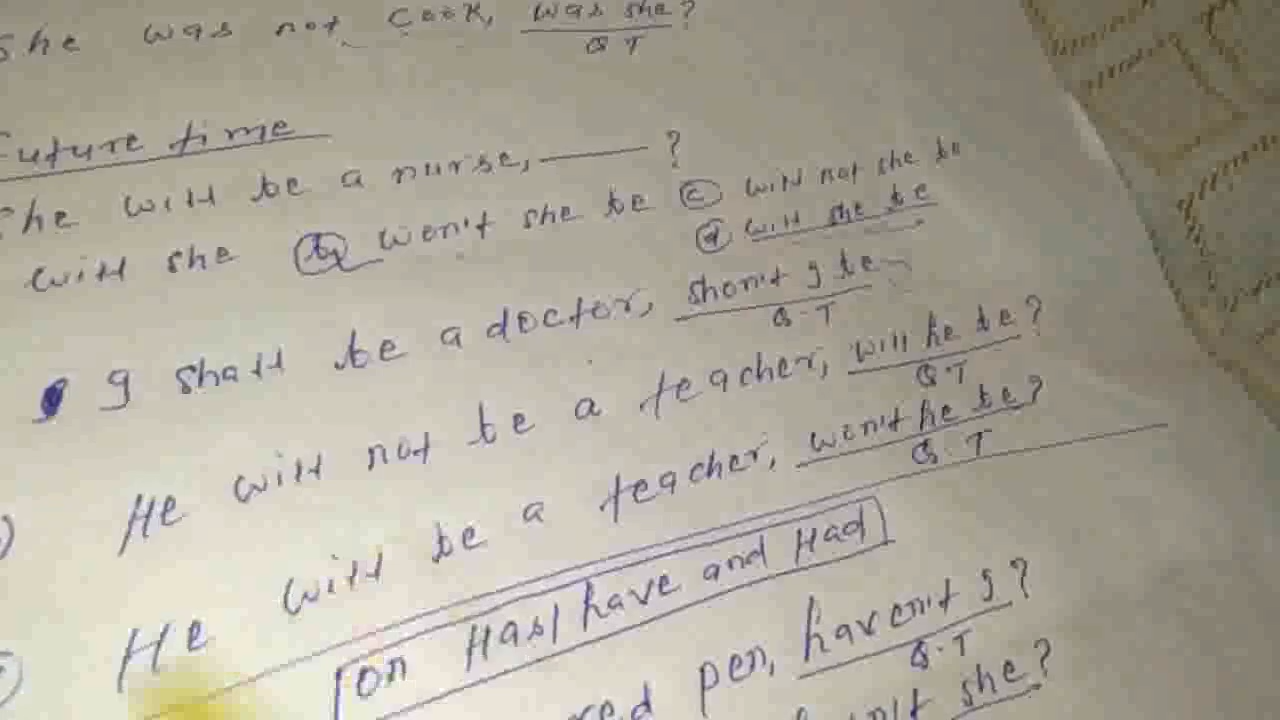 She was not cook, was she?
Q T
Future time
She will be a nurse, ——— ?
will she (b) won't she be (c) will not she be
(d) will she be
I shall be a doctor, shon't I be
Q.T
He will not be a teacher, will he be?
Q.T
He will be a teacher, won't he be?
Q.T
on Has/have and Had
red pen, haven't I?
Q.T
she?